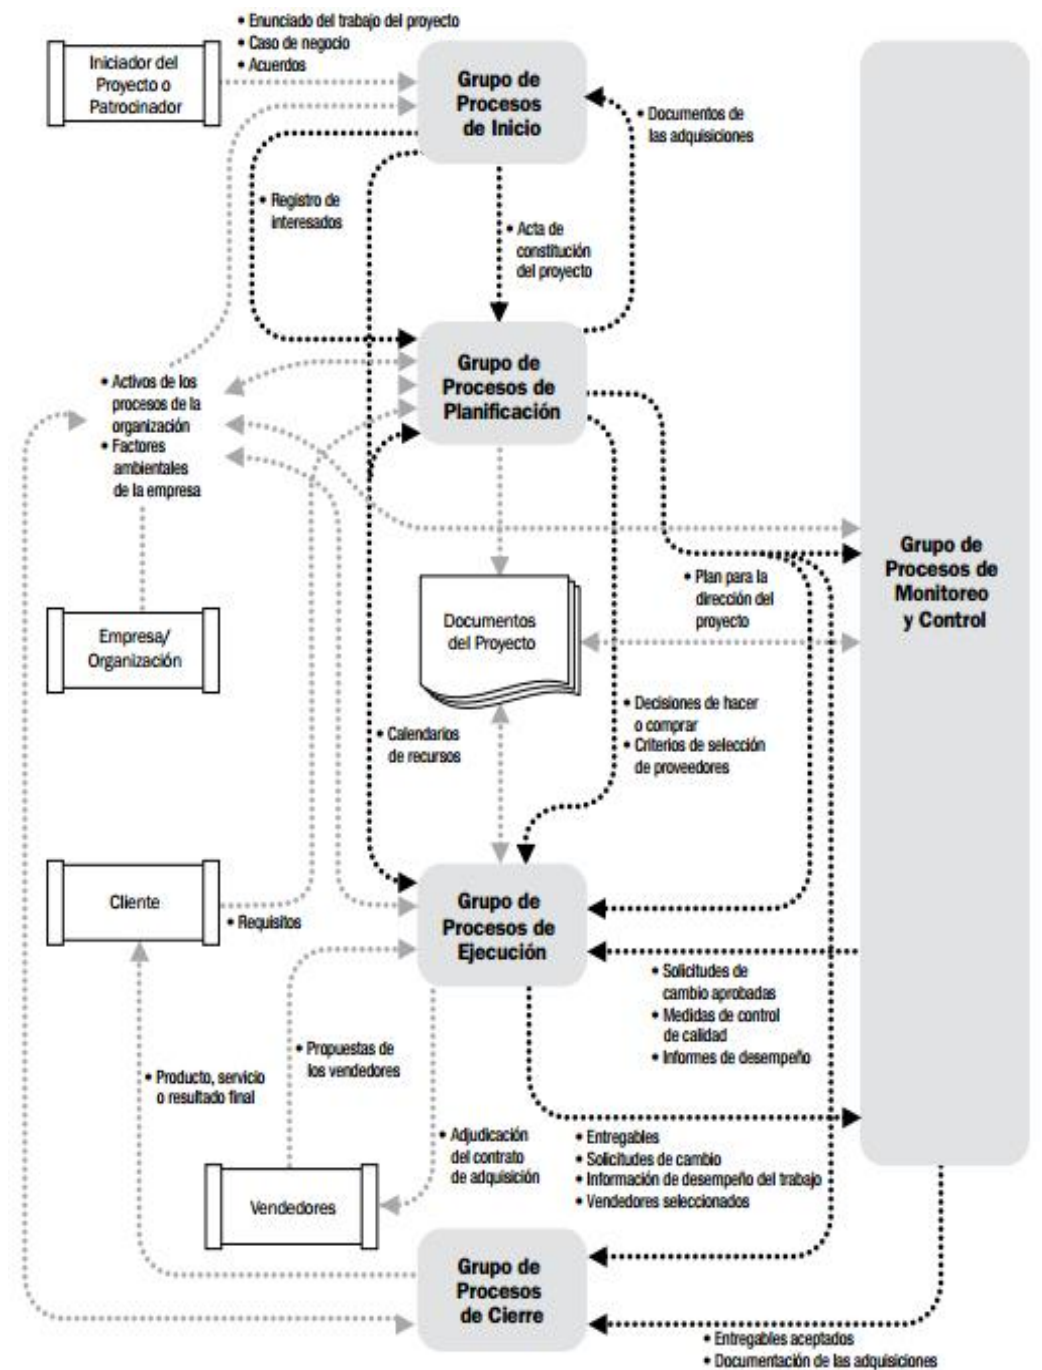 • Enunciado del trabajo del proyecto
• Caso de negocio
• Acuerdos
Iniciador del
Proyecto o
Patrocinador
Grupo de
Procesos
de Inicio
• Documentos de
las adquisiciones
• Registro de
interesados
• Acta de
constitución
del proyecto
Grupo de
Procesos de
Planificación
• Activos de los
procesos de la
organización
• Factores
ambientales
de la empresa
Grupo de
Procesos de
Monitoreo
y Control
• Plan para la
dirección del
proyecto
Empresa/
Organización
Documentos
del Proyecto
• Decisiones de hacer
o comprar
• Criterios de selección
de proveedores
• Calendarios
de recursos
Cliente
• Requisitos
Grupo de
Procesos de
Ejecución
• Solicitudes de
cambio aprobadas
• Medidas de control
de calidad
• Informes de desempeño
• Propuestas de
los vendedores
• Producto, servicio
o resultado final
• Adjudicación
del contrato
de adquisición
• Entregables
• Solicitudes de cambio
• Información de desempeño del trabajo
• Vendedores seleccionados
Vendedores
Grupo de
Procesos
de Cierre
• Entregables aceptados
• Documentación de las adquisiciones